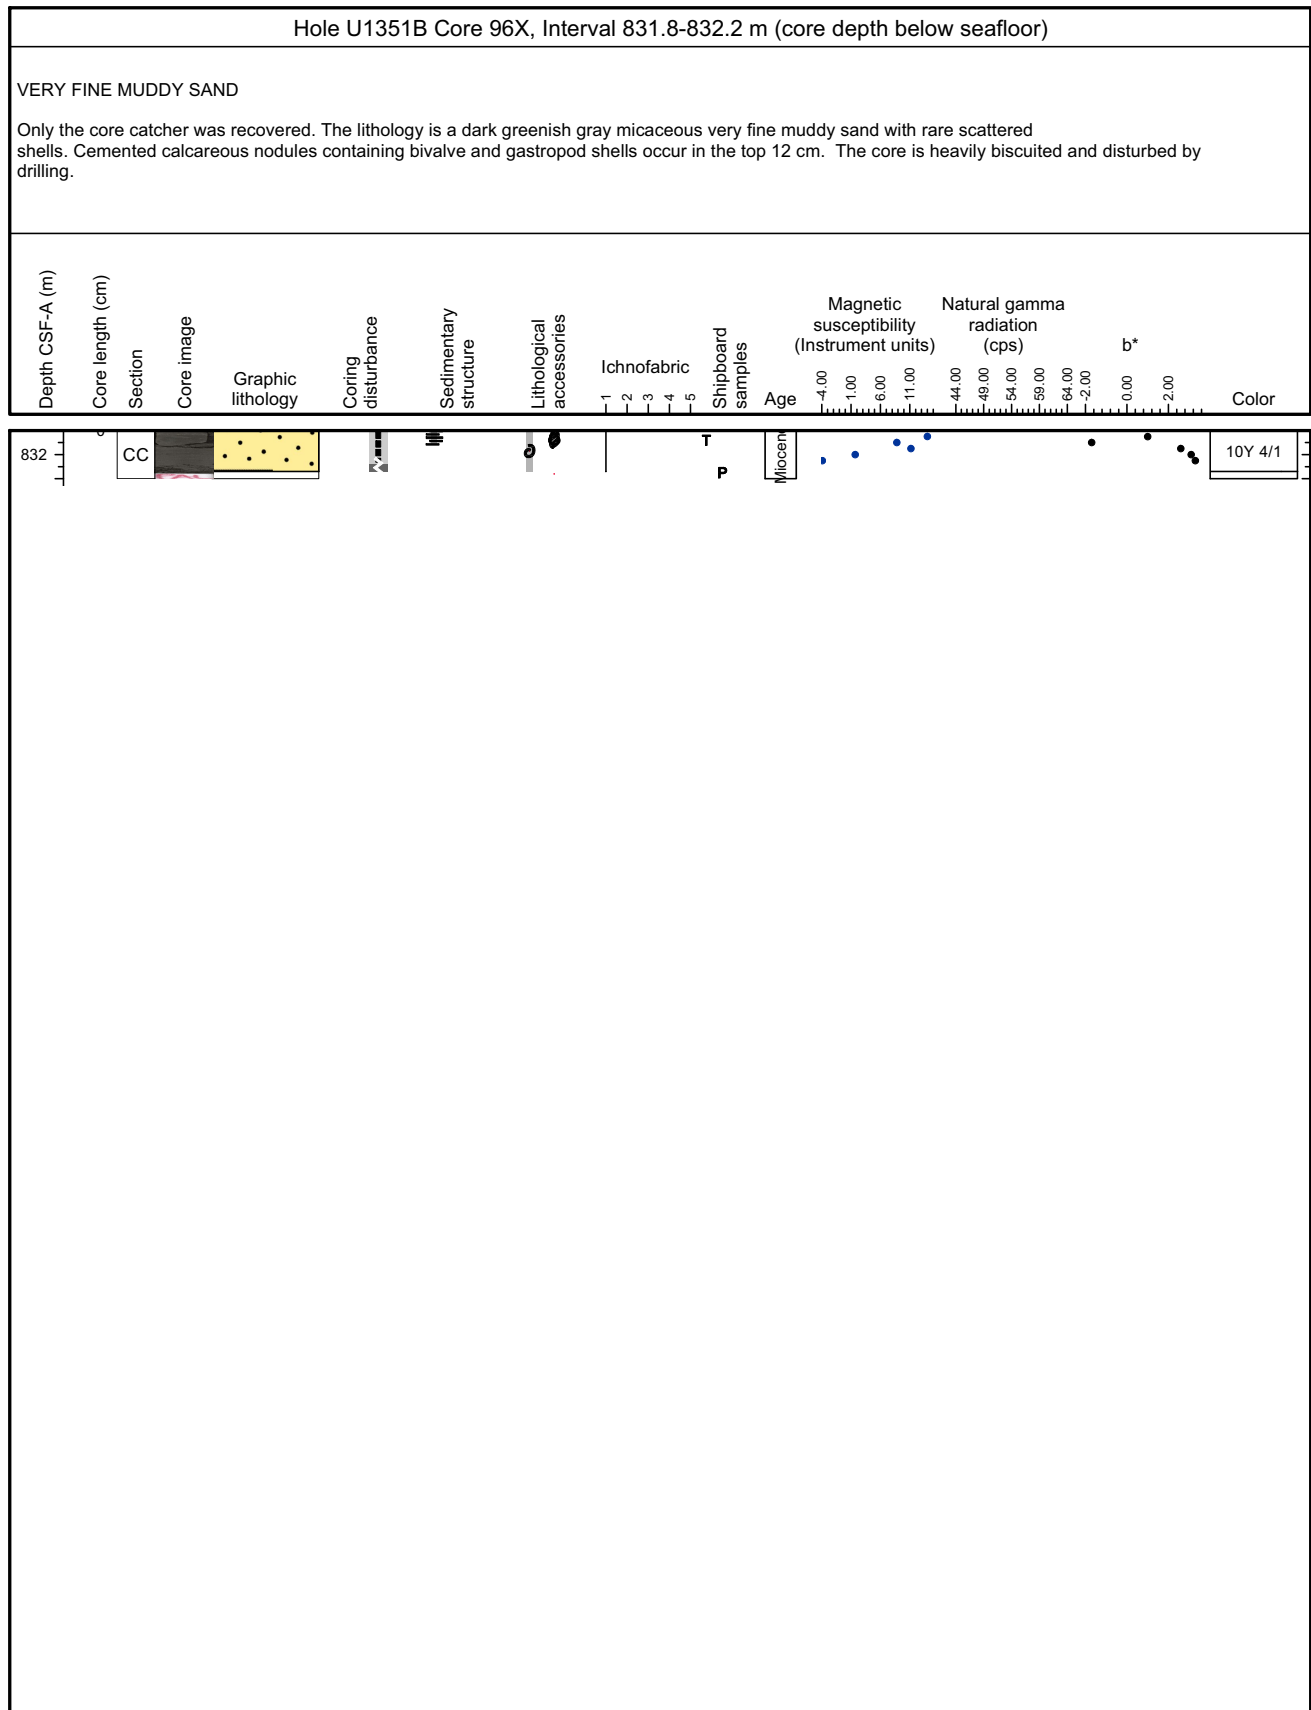 Hole U1351B Core 96X, Interval 831.8-832.2 m (core depth below seafloor)
VERY FINE MUDDY SAND
Only the core catcher was recovered. The lithology is a dark greenish gray micaceous very fine muddy sand with rare scattered
shells. Cemented calcareous nodules containing bivalve and gastropod shells occur in the top 12 cm. The core is heavily biscuited and disturbed by
drilling.
Depth CSF-A (m)
Core length (cm)
Section
Core image
Graphic
lithology
Coring
disturbance
Sedimentary
structure
Lithological
accessories
Ichnofabric
1 2 3 4 5
Shipboard
samples
Age
Magnetic
susceptibility
(Instrument units)
-4.00 1.00 6.00 11.00
Natural gamma
radiation
(cps)
44.00 49.00 54.00 59.00 64.00
b*
-2.00 0.00 2.00
Color
832
CC
T
P
Miocene
10Y 4/1